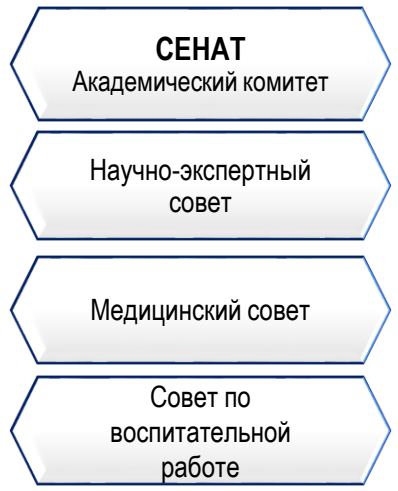 СЕНАТ
Академический комитет
Научно-экспертный
совет
Медицинский совет
Совет по
воспитательной
работе